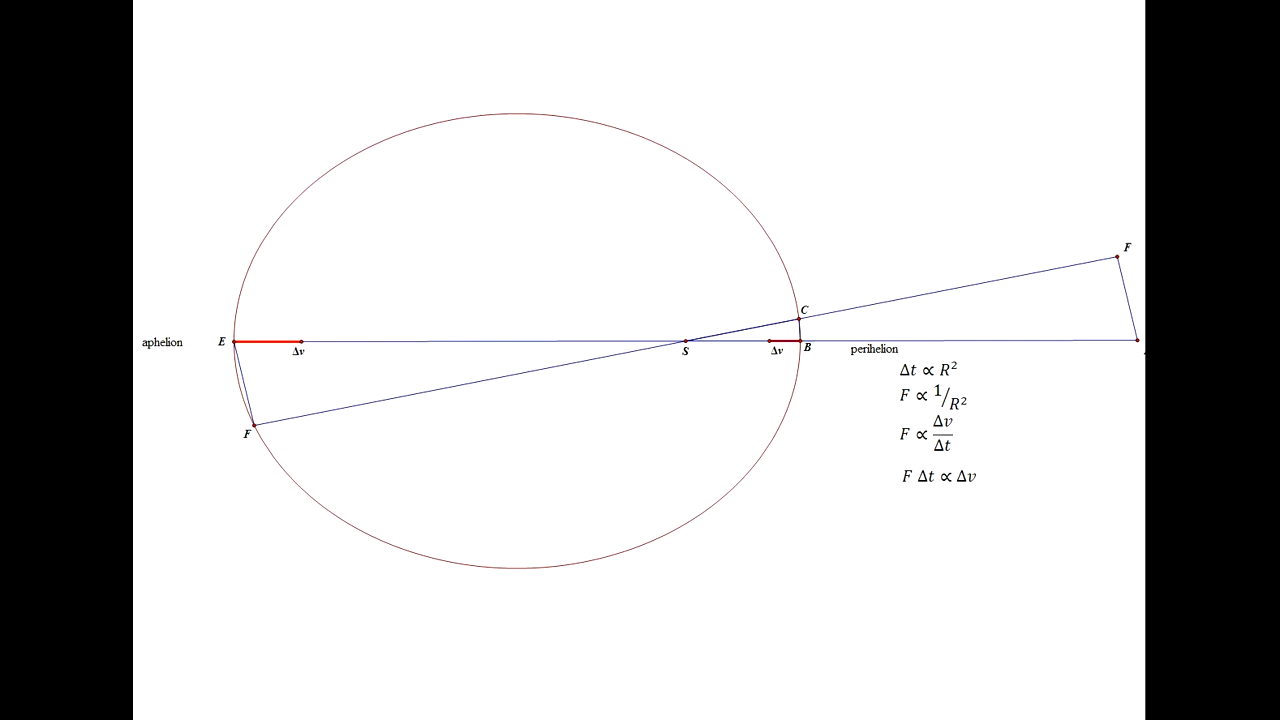 F
C
aphelion
E
Δv
S
Δv
B
perihelion
Δt ∝ R²
F ∝ 1/R²
F ∝ Δv/Δt
F
F Δt ∝ Δv